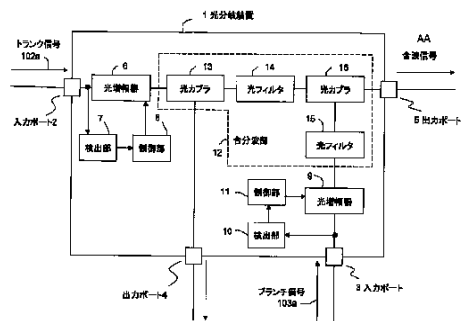 1 光分岐装置
トランク信号
102a
AA
合波信号
6
13
14
16
光増幅器
光カプラ
光フィルタ
光カプラ
入力ポート2
5 出力ポート
7
8
検出部
制御部
合分波部
12
15
光フィルタ
9
11
制御部
光増幅器
10
検出部
出力ポート4
ブランチ信号
103a
3 入力ポート